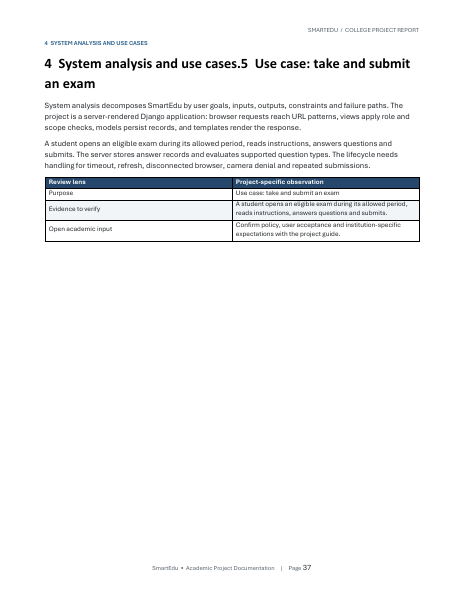 SMARTEDU / COLLEGE PROJECT REPORT
4 SYSTEM ANALYSIS AND USE CASES
4 System analysis and use cases.5 Use case: take and submit
an exam
System analysis decomposes SmartEdu by user goals, inputs, outputs, constraints and failure paths. The
project is a server-rendered Django application: browser requests reach URL patterns, views apply role and
scope checks, models persist records, and templates render the response.
A student opens an eligible exam during its allowed period, reads instructions, answers questions and
submits. The server stores answer records and evaluates supported question types. The lifecycle needs
handling for timeout, refresh, disconnected browser, camera denial and repeated submissions.
Review lens Project-specific observation
Purpose Use case: take and submit an exam
Evidence to verify A student opens an eligible exam during its allowed period,
reads instructions, answers questions and submits.
Open academic input Confirm policy, user acceptance and institution-specific
expectations with the project guide.
SmartEdu • Academic Project Documentation | Page 37